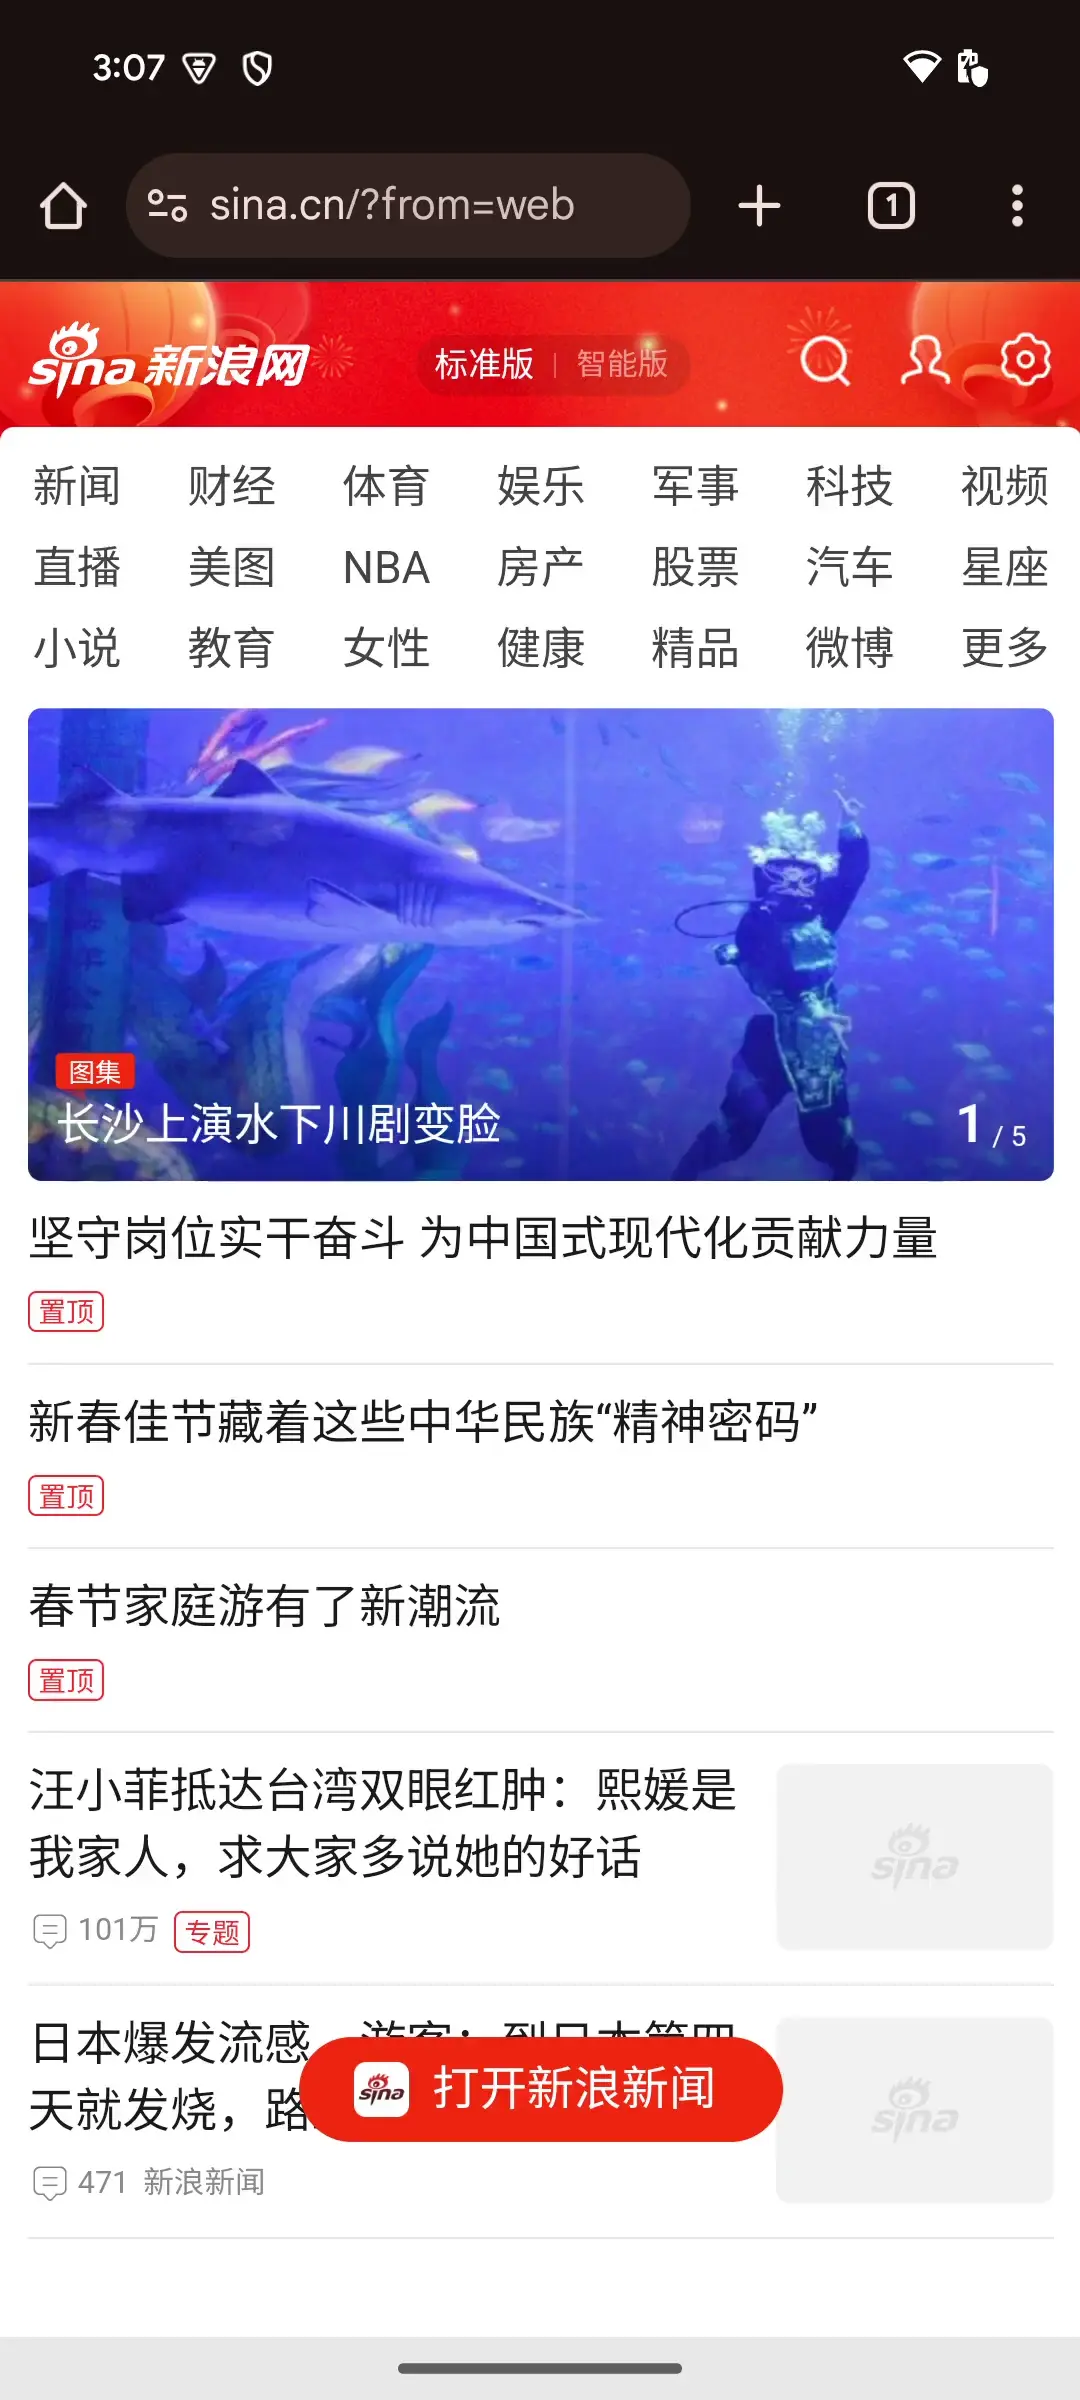 3:07
sina.cn/?from=web
1
sina 新浪网
标准版 | 智能版
新闻 财经 体育 娱乐 军事 科技 视频
直播 美图 NBA 房产 股票 汽车 星座
小说 教育 女性 健康 精品 微博 更多
图集
长沙上演水下川剧变脸
1 / 5
坚守岗位实干奋斗 为中国式现代化贡献力量
置顶
新春佳节藏着这些中华民族“精神密码”
置顶
春节家庭游有了新潮流
置顶
汪小菲抵达台湾双眼红肿：熙媛是
我家人，求大家多说她的好话
sina
101万 专题
日本爆发流感，游客：到日本第四
天就发烧，路
sina
sina 打开新浪新闻
471 新浪新闻